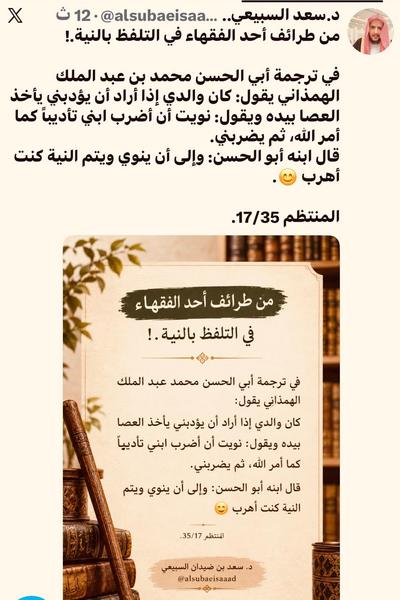 د.سعد السبيعي.. @alsubaeisaa... · 12 ث
من طرائف أحد الفقهاء في التلفظ بالنية.!
في ترجمة أبي الحسن محمد بن عبد الملك
الهمذاني يقول: كان والدي إذا أراد أن يؤدبني يأخذ
العصا بيده ويقول: نويت أن أضرب ابني تأديباً كما
أمر الله، ثم يضربني.
قال ابنه أبو الحسن: وإلى أن ينوي ويتم النية كنت
أهرب 😊.
المنتظم 17/35.
من طرائف أحد الفقهاء
في التلفظ بالنية.!
في ترجمة أبي الحسن محمد عبد الملك
الهمذاني يقول:
كان والدي إذا أراد أن يؤدبني يأخذ العصا
بيده ويقول: نويت أن أضرب ابني تأديباً
كما أمر الله، ثم يضربني.
قال ابنه أبو الحسن: وإلى أن ينوي ويتم
النية كنت أهرب 😊
المنتظم 35/17.
د. سعد بن ضيدان السبيعي
@alsubaeisaaad